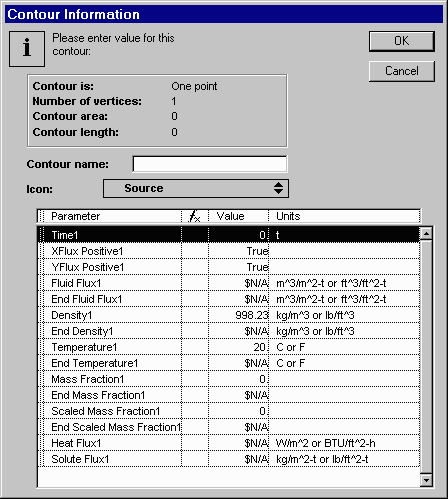 Contour Information
Please enter value for this
contour:
OK
Cancel
Contour is: One point
Number of vertices: 1
Contour area: 0
Contour length: 0
Contour name:
Icon: Source
Parameter fx Value Units
Time1 0. t
XFlux Positive1 True
YFlux Positive1 True
Fluid Flux1 $N/A m^3/m^2-t or ft^3/ft^2-t
End Fluid Flux1 $N/A m^3/m^2-t or ft^3/ft^2-t
Density1 998.23 kg/m^3 or lb/ft^3
End Density1 $N/A kg/m^3 or lb/ft^3
Temperature1 20. C or F
End Temperature1 $N/A C or F
Mass Fraction1 0.
End Mass Fraction1 $N/A
Scaled Mass Fraction1 0.
End Scaled Mass Fraction1 $N/A
Heat Flux1 $N/A W/m^2 or BTU/ft^2-h
Solute Flux1 $N/A kg/m^2-t or lb/ft^2-t